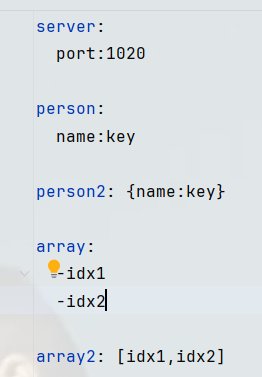 server:
  port:1020
person:
  name:key
person2: {name:key}
array:
  -idx1
  -idx2
array2: [idx1,idx2]